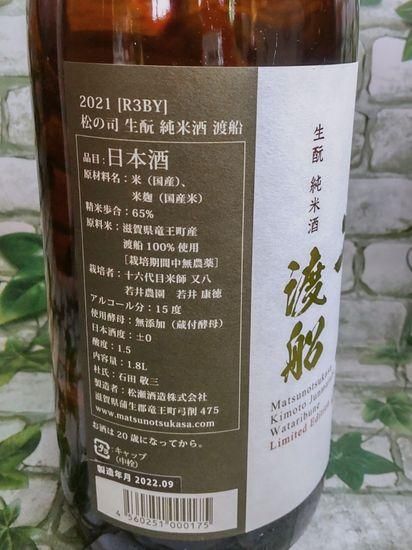 2021 [R3BY]
松の司 生酛 純米酒 渡船
品目:日本酒
原材料名:米(国産)、
米麹(国産米)
精米歩合:65%
原料米:滋賀県竜王町産
渡船 100%使用
[栽培期間中無農薬]
栽培者:十六代目米師 又八
若井農園 若井 康徳
アルコール分:15度
使用酵母:無添加(蔵付酵母)
日本酒度:±0
酸度:1.5
内容量:1.8L
杜氏:石田 敬三
製造者:松瀬酒造株式会社
滋賀県蒲生郡竜王町弓削475
www.matsunotsukasa.com
お酒は20歳になってから。
キャップ
(中栓)
製造年月 2022.09
4 560251 000175
生酛 純米酒
渡船
Matsunotsukasa
Kimoto Junmai
Wataribune
Limited Edition